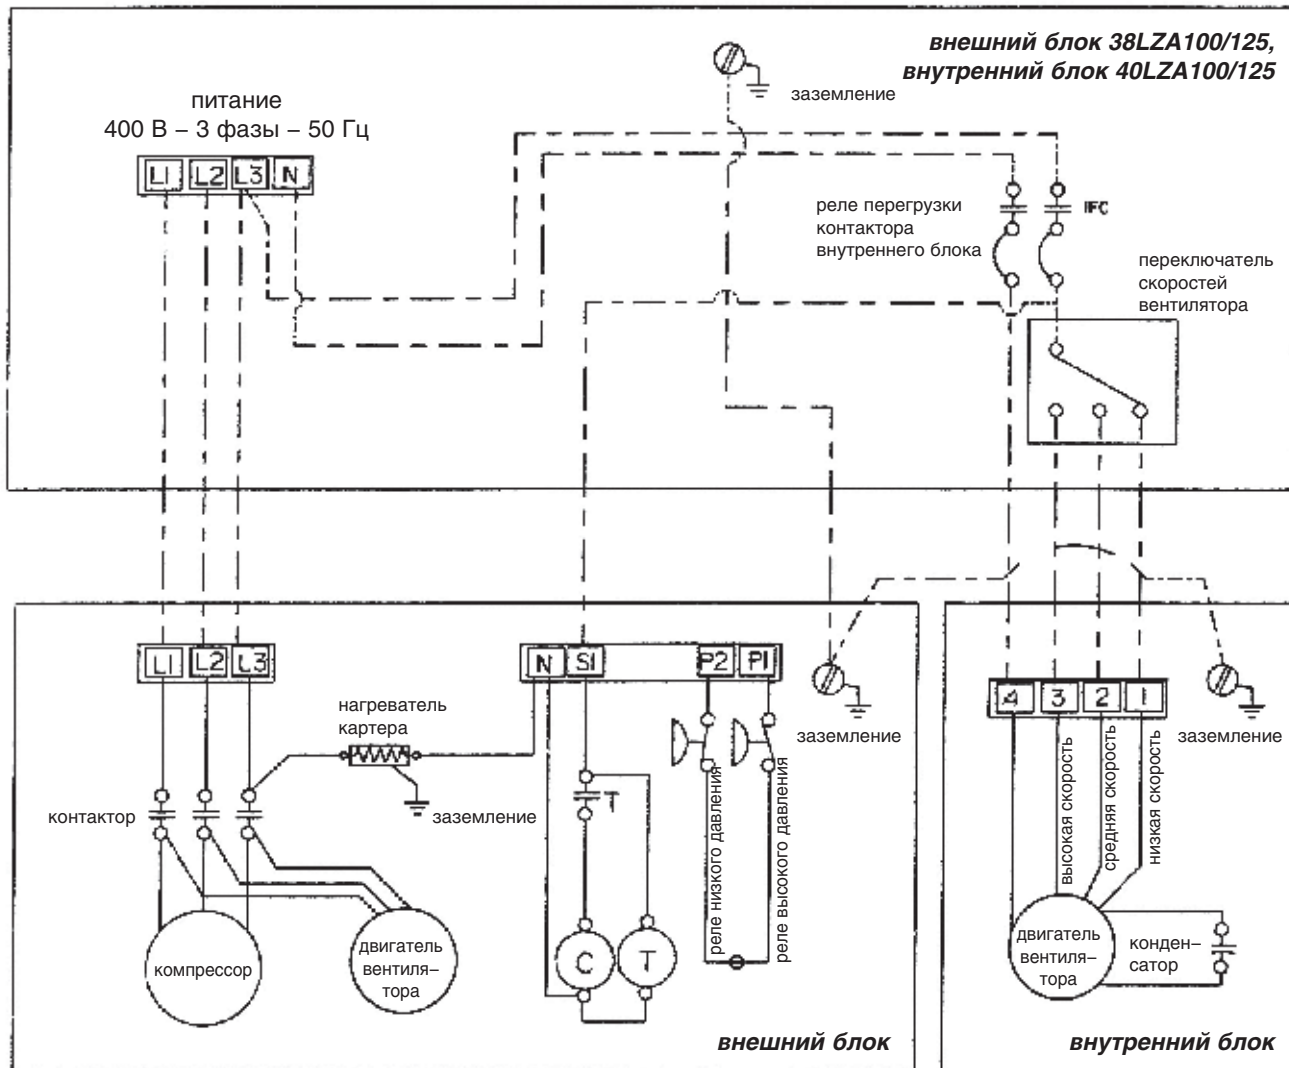 внешний блок 38LZA100/125,
внутренний блок 40LZA100/125
заземление
питание
400 В – 3 фазы – 50 Гц
L1 L2 L3 N
реле перегрузки
контактора
внутреннего блока
IFC
переключатель
скоростей
вентилятора
L1 L2 L3
N S1 P2 P1
4 3 2 1
нагреватель
картера
заземление
заземление
заземление
контактор
T
реле низкого давления
реле высокого давления
высокая скорость
средняя скорость
низкая скорость
компрессор
двигатель
вентиля–
тора
C
T
двигатель
вентиля–
тора
конден–
сатор
внешний блок
внутренний блок